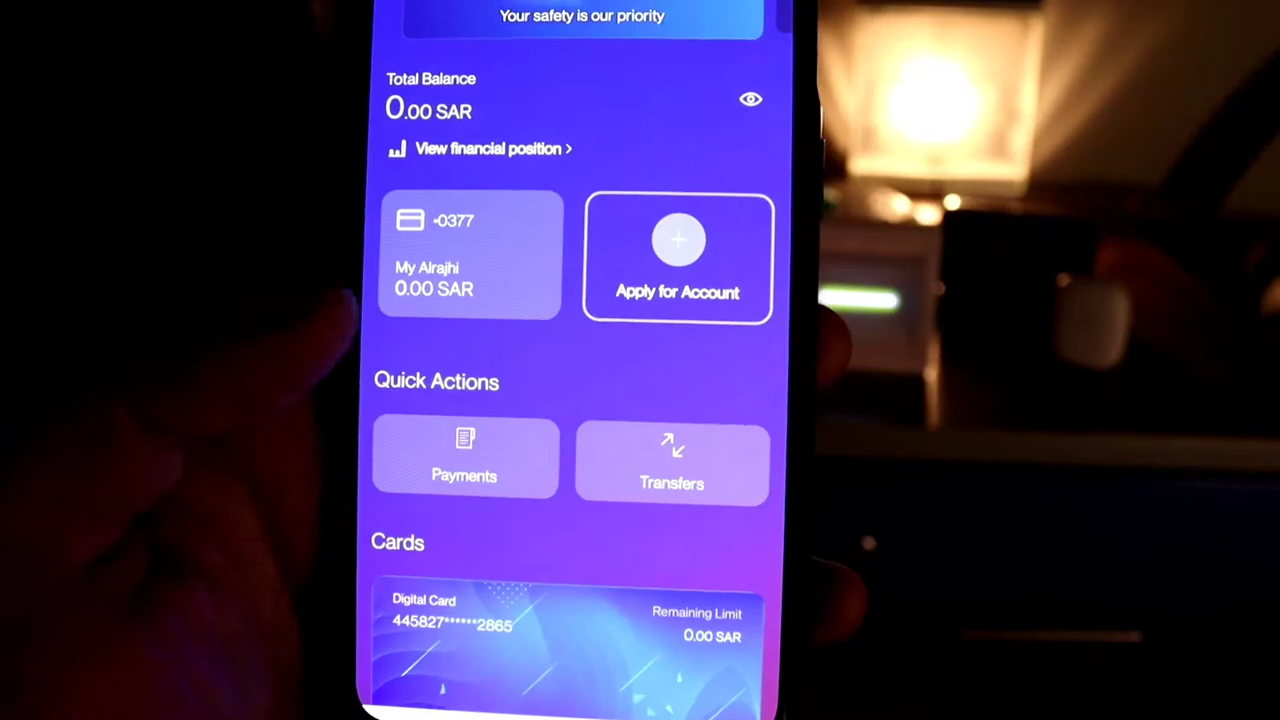 Your safety is our priority
Total Balance
0.00 SAR
View financial position >
-0377
My Alrajhi
0.00 SAR
Apply for Account
Quick Actions
Payments
Transfers
Cards
Digital Card
Remaining Limit
445827******2865
0.00 SAR